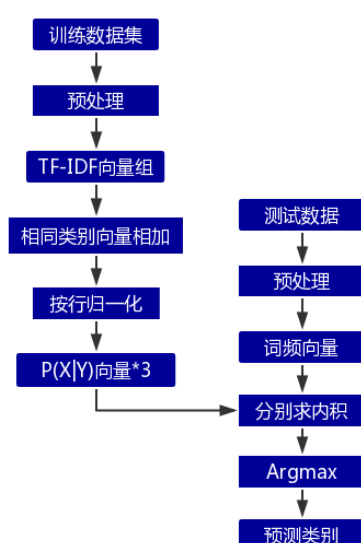 训练数据集
预处理
TF-IDF向量组
相同类别向量相加
按行归一化
P(X|Y)向量*3
测试数据
预处理
词频向量
分别求内积
Argmax
预测类别